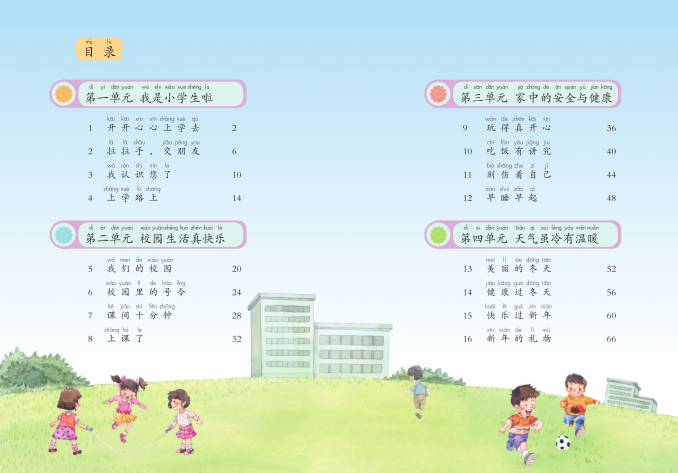 mù lù
目 录
dì yī dān yuán wǒ shì xiǎo xué shēng la
第一单元 我是小学生啦
kāi kāi xīn xīn shàng xué qù
1 开开心心上学去 2
lā lā shǒu jiāo péng you
2 拉拉手，交朋友 6
wǒ rèn shi nín le
3 我认识您了 10
shàng xué lù shang
4 上学路上 14
dì èr dān yuán xiào yuán shēng huó zhēn kuài lè
第二单元 校园生活真快乐
wǒ men de xiào yuán
5 我们的校园 20
xiào yuán lǐ de hào lìng
6 校园里的号令 24
kè jiān shí fēn zhōng
7 课间十分钟 28
shàng kè le
8 上课了 32
dì sān dān yuán jiā zhōng de ān quán yǔ jiàn kāng
第三单元 家中的安全与健康
wán de zhēn kāi xīn
9 玩得真开心 36
chī fàn yǒu jiǎng jiu
10 吃饭有讲究 40
bié shāng zhe zì jǐ
11 别伤着自己 44
zǎo shuì zǎo qǐ
12 早睡早起 48
dì sì dān yuán tiān qì suī lěng yǒu wēn nuǎn
第四单元 天气虽冷有温暖
měi lì de dōng tiān
13 美丽的冬天 52
jiàn kāng guò dōng tiān
14 健康过冬天 56
kuài lè guò xīn nián
15 快乐过新年 60
xīn nián de lǐ wù
16 新年的礼物 66